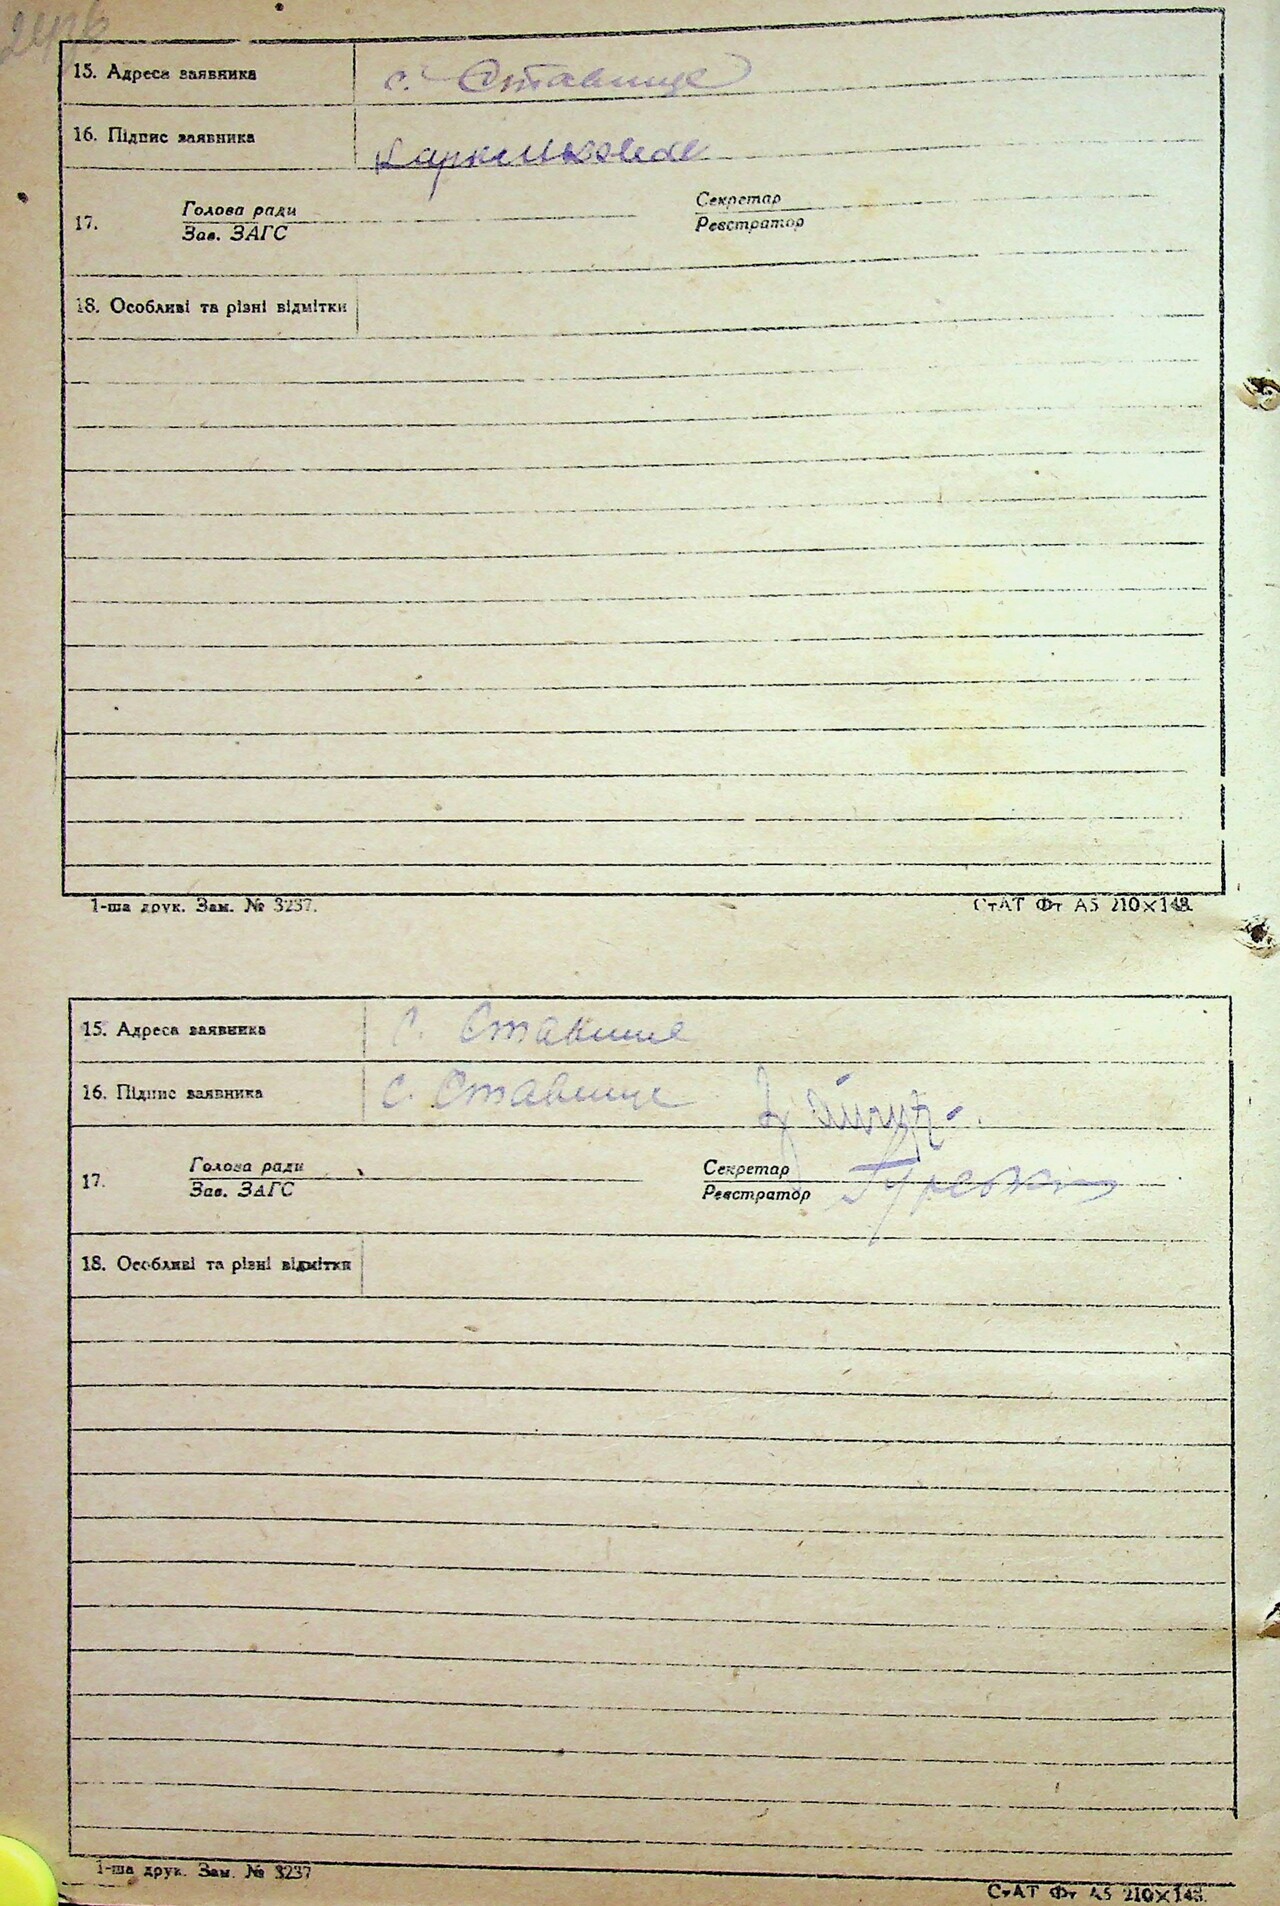 15. Адреса заявника с. Ставище
16. Підпис заявника
17. Голова ради Секретар
Зав. ЗАГС Реєстратор
18. Особливі та різні відмітки
1-ша друк. Зам. № 3237. СтАТ Фт А5 210×148.
15. Адреса заявника с. Ставище
16. Підпис заявника с. Ставище
17. Голова ради Секретар
Зав. ЗАГС Реєстратор
18. Особливі та різні відмітки
1-ша друк. Зам. № 3237 СтАТ Фт А5 210×148.